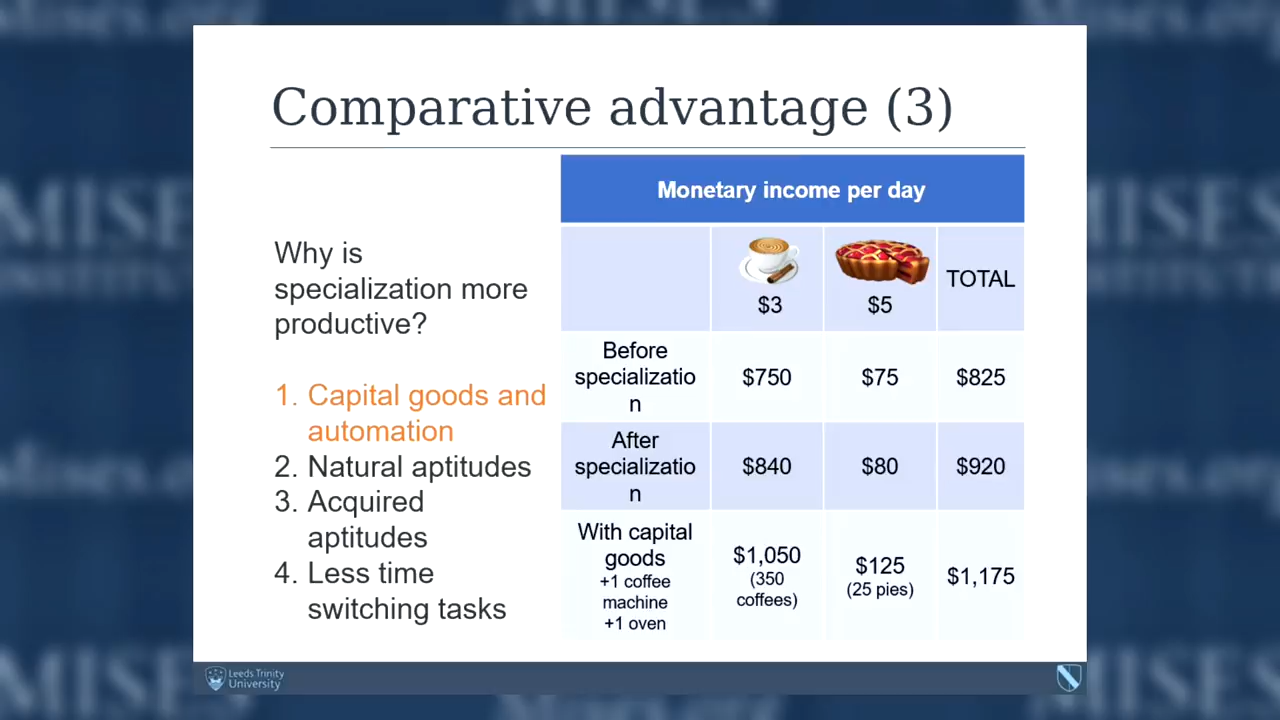 Comparative advantage (3)
Why is
specialization more
productive?
1. Capital goods and
automation
2. Natural aptitudes
3. Acquired
aptitudes
4. Less time
switching tasks
Monetary income per day
$3
$5
TOTAL
Before
specializatio
n
$750
$75
$825
After
specializatio
n
$840
$80
$920
With capital
goods
+1 coffee
machine
+1 oven
$1,050
(350
coffees)
$125
(25 pies)
$1,175
Leeds Trinity
University